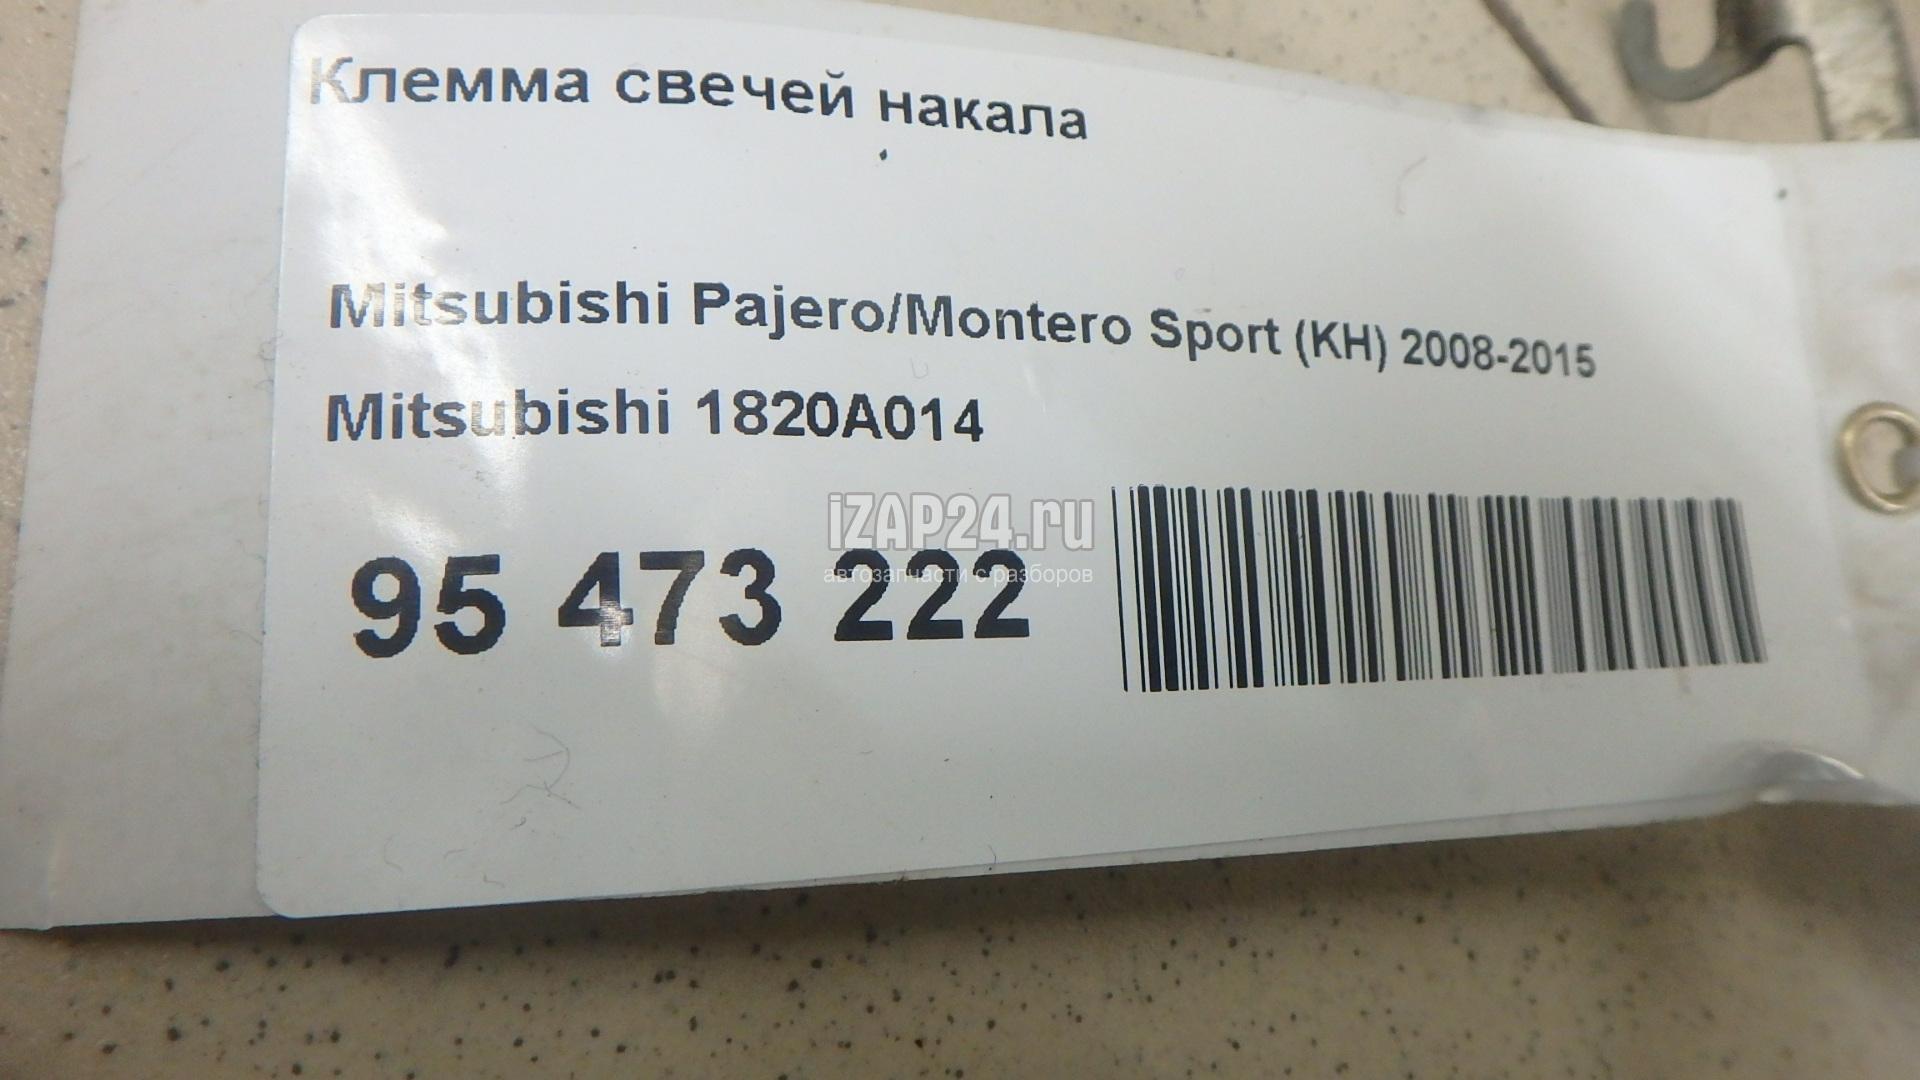 Клемма свечей накала
Mitsubishi Pajero/Montero Sport (KH) 2008-2015
Mitsubishi 1820A014
iZAP24.ru
автозапчасти с разборов
95 473 222